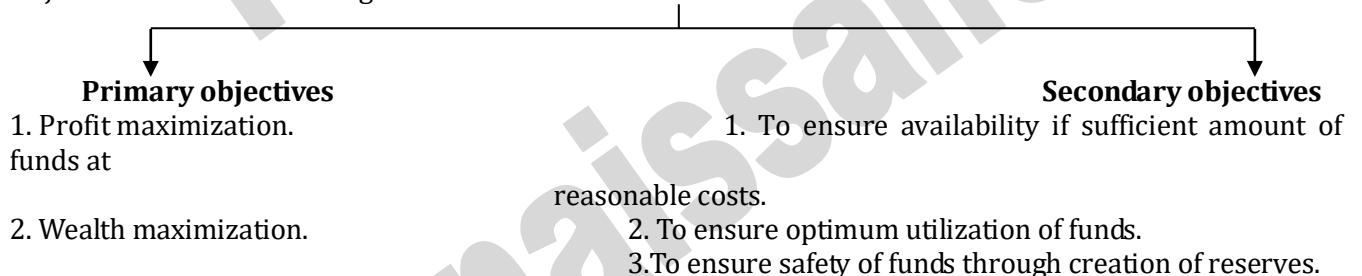 Primary objectives Secondary objectives
1. Profit maximization. 1. To ensure availability if sufficient amount of
funds at
reasonable costs.
2. Wealth maximization. 2. To ensure optimum utilization of funds.
3.To ensure safety of funds through creation of reserves.